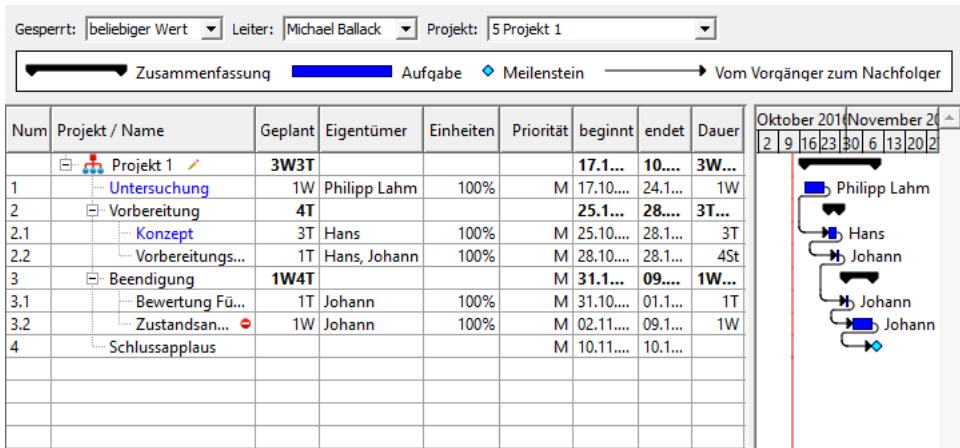 Gesperrt: beliebiger Wert Leiter: Michael Ballack Projekt: 5 Projekt 1
Zusammenfassung Aufgabe Meilenstein Vom Vorgänger zum Nachfolger
Num Projekt / Name Geplant Eigentümer Einheiten Priorität beginnt endet Dauer
Oktober 2016 November 20
2 9 16 23 30 6 13 20 2
Projekt 1 3W3T 17.1... 10.... 3W...
1 Untersuchung 1W Philipp Lahm 100% M 17.10.... 24.1... 1W Philipp Lahm
2 Vorbereitung 4T 25.1... 28.... 3T...
2.1 Konzept 3T Hans 100% M 25.10.... 28.1... 3T Hans
2.2 Vorbereitungs... 1T Hans, Johann 100% M 28.10.... 28.1... 4St Johann
3 Beendigung 1W4T M 31.1... 09.... 1W...
3.1 Bewertung Fü... 1T Johann 100% M 31.10.... 01.1... 1T Johann
3.2 Zustandsan... 1W Johann 100% M 02.11.... 09.1... 1W Johann
4 Schlussapplaus M 10.11.... 10.1...